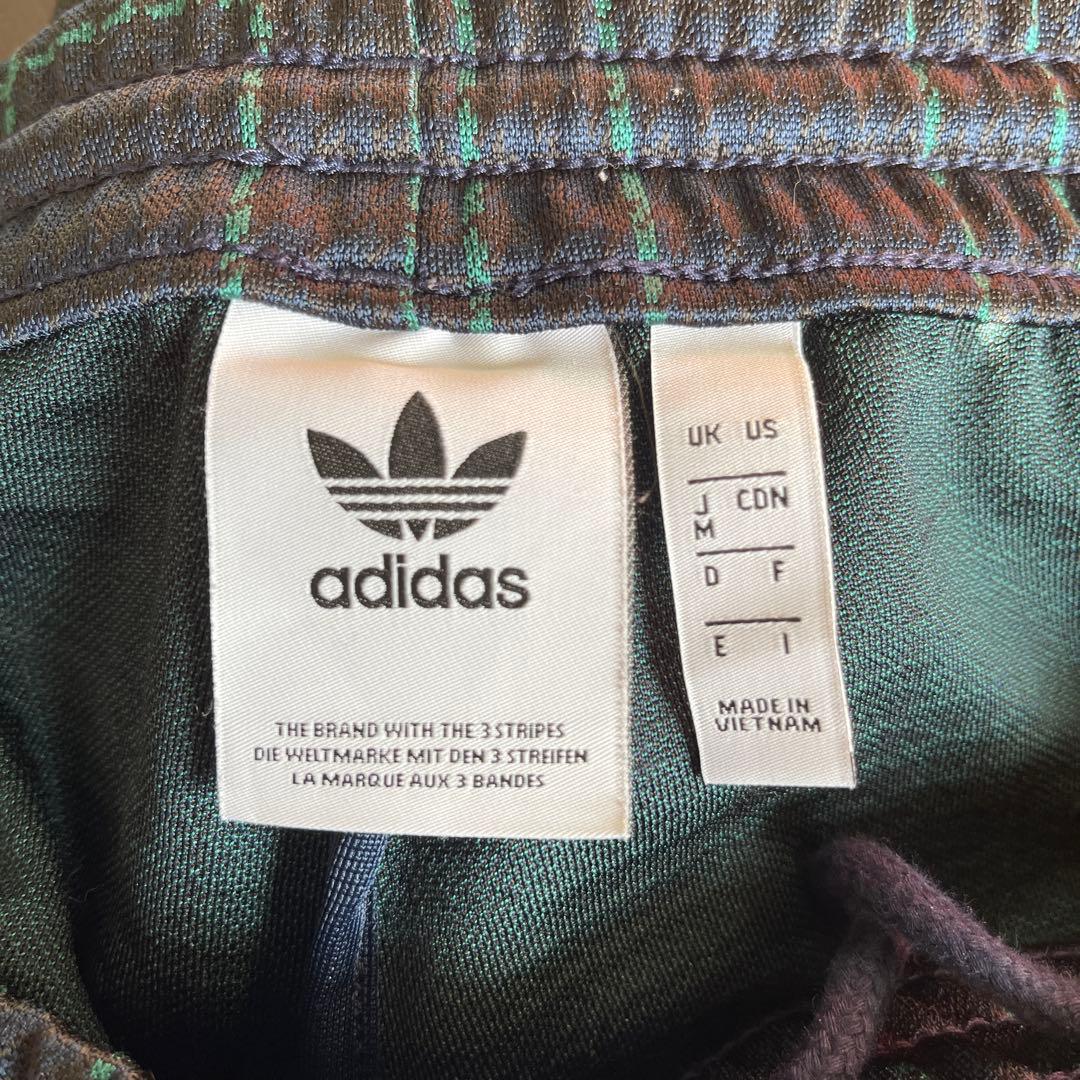 adidas
THE BRAND WITH THE 3 STRIPES
DIE WELTMARKE MIT DEN 3 STREIFEN
LA MARQUE AUX 3 BANDES
UK US
J CDN
M
D F
E I
MADE IN
VIETNAM